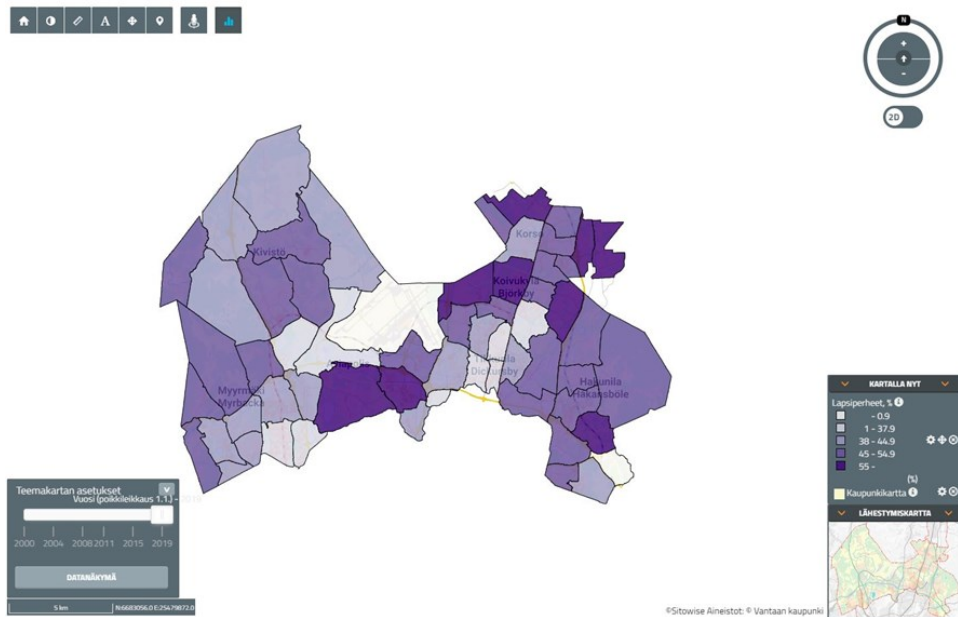 A
N
+
-
2D
Kivistö
Korso
Koivukylä
Björkby
Tikkurila
Dickursby
Hakunila
Håkansböle
Myyrmäki
Myrbacka
KARTALLA NYT
Lapsiperheet, %
- 0.9
1 - 37.9
38 - 44.9
45 - 54.9
55 -
(%)
Kaupunkikartta
LÄHESTYMISKARTTA
Teemakartan asetukset
Vuosi (poikkileikkaus 1.1.) - 2019
2000 2004 2008 2011 2015 2019
DATANÄKYMÄ
5 km
N:6683056.0 E:25479872.0
©Sitowise Aineistot: © Vantaan kaupunki